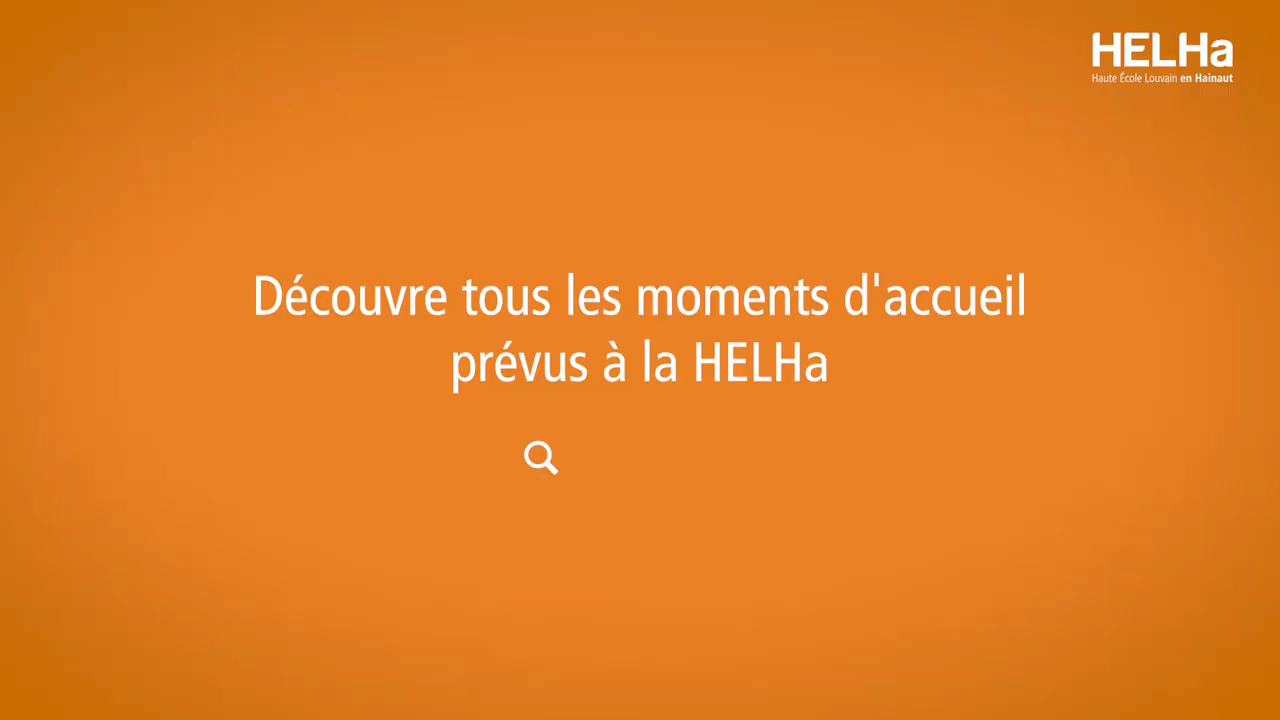 HELHa
Haute École Louvain en Hainaut
Découvre tous les moments d'accueil
prévus à la HELHa